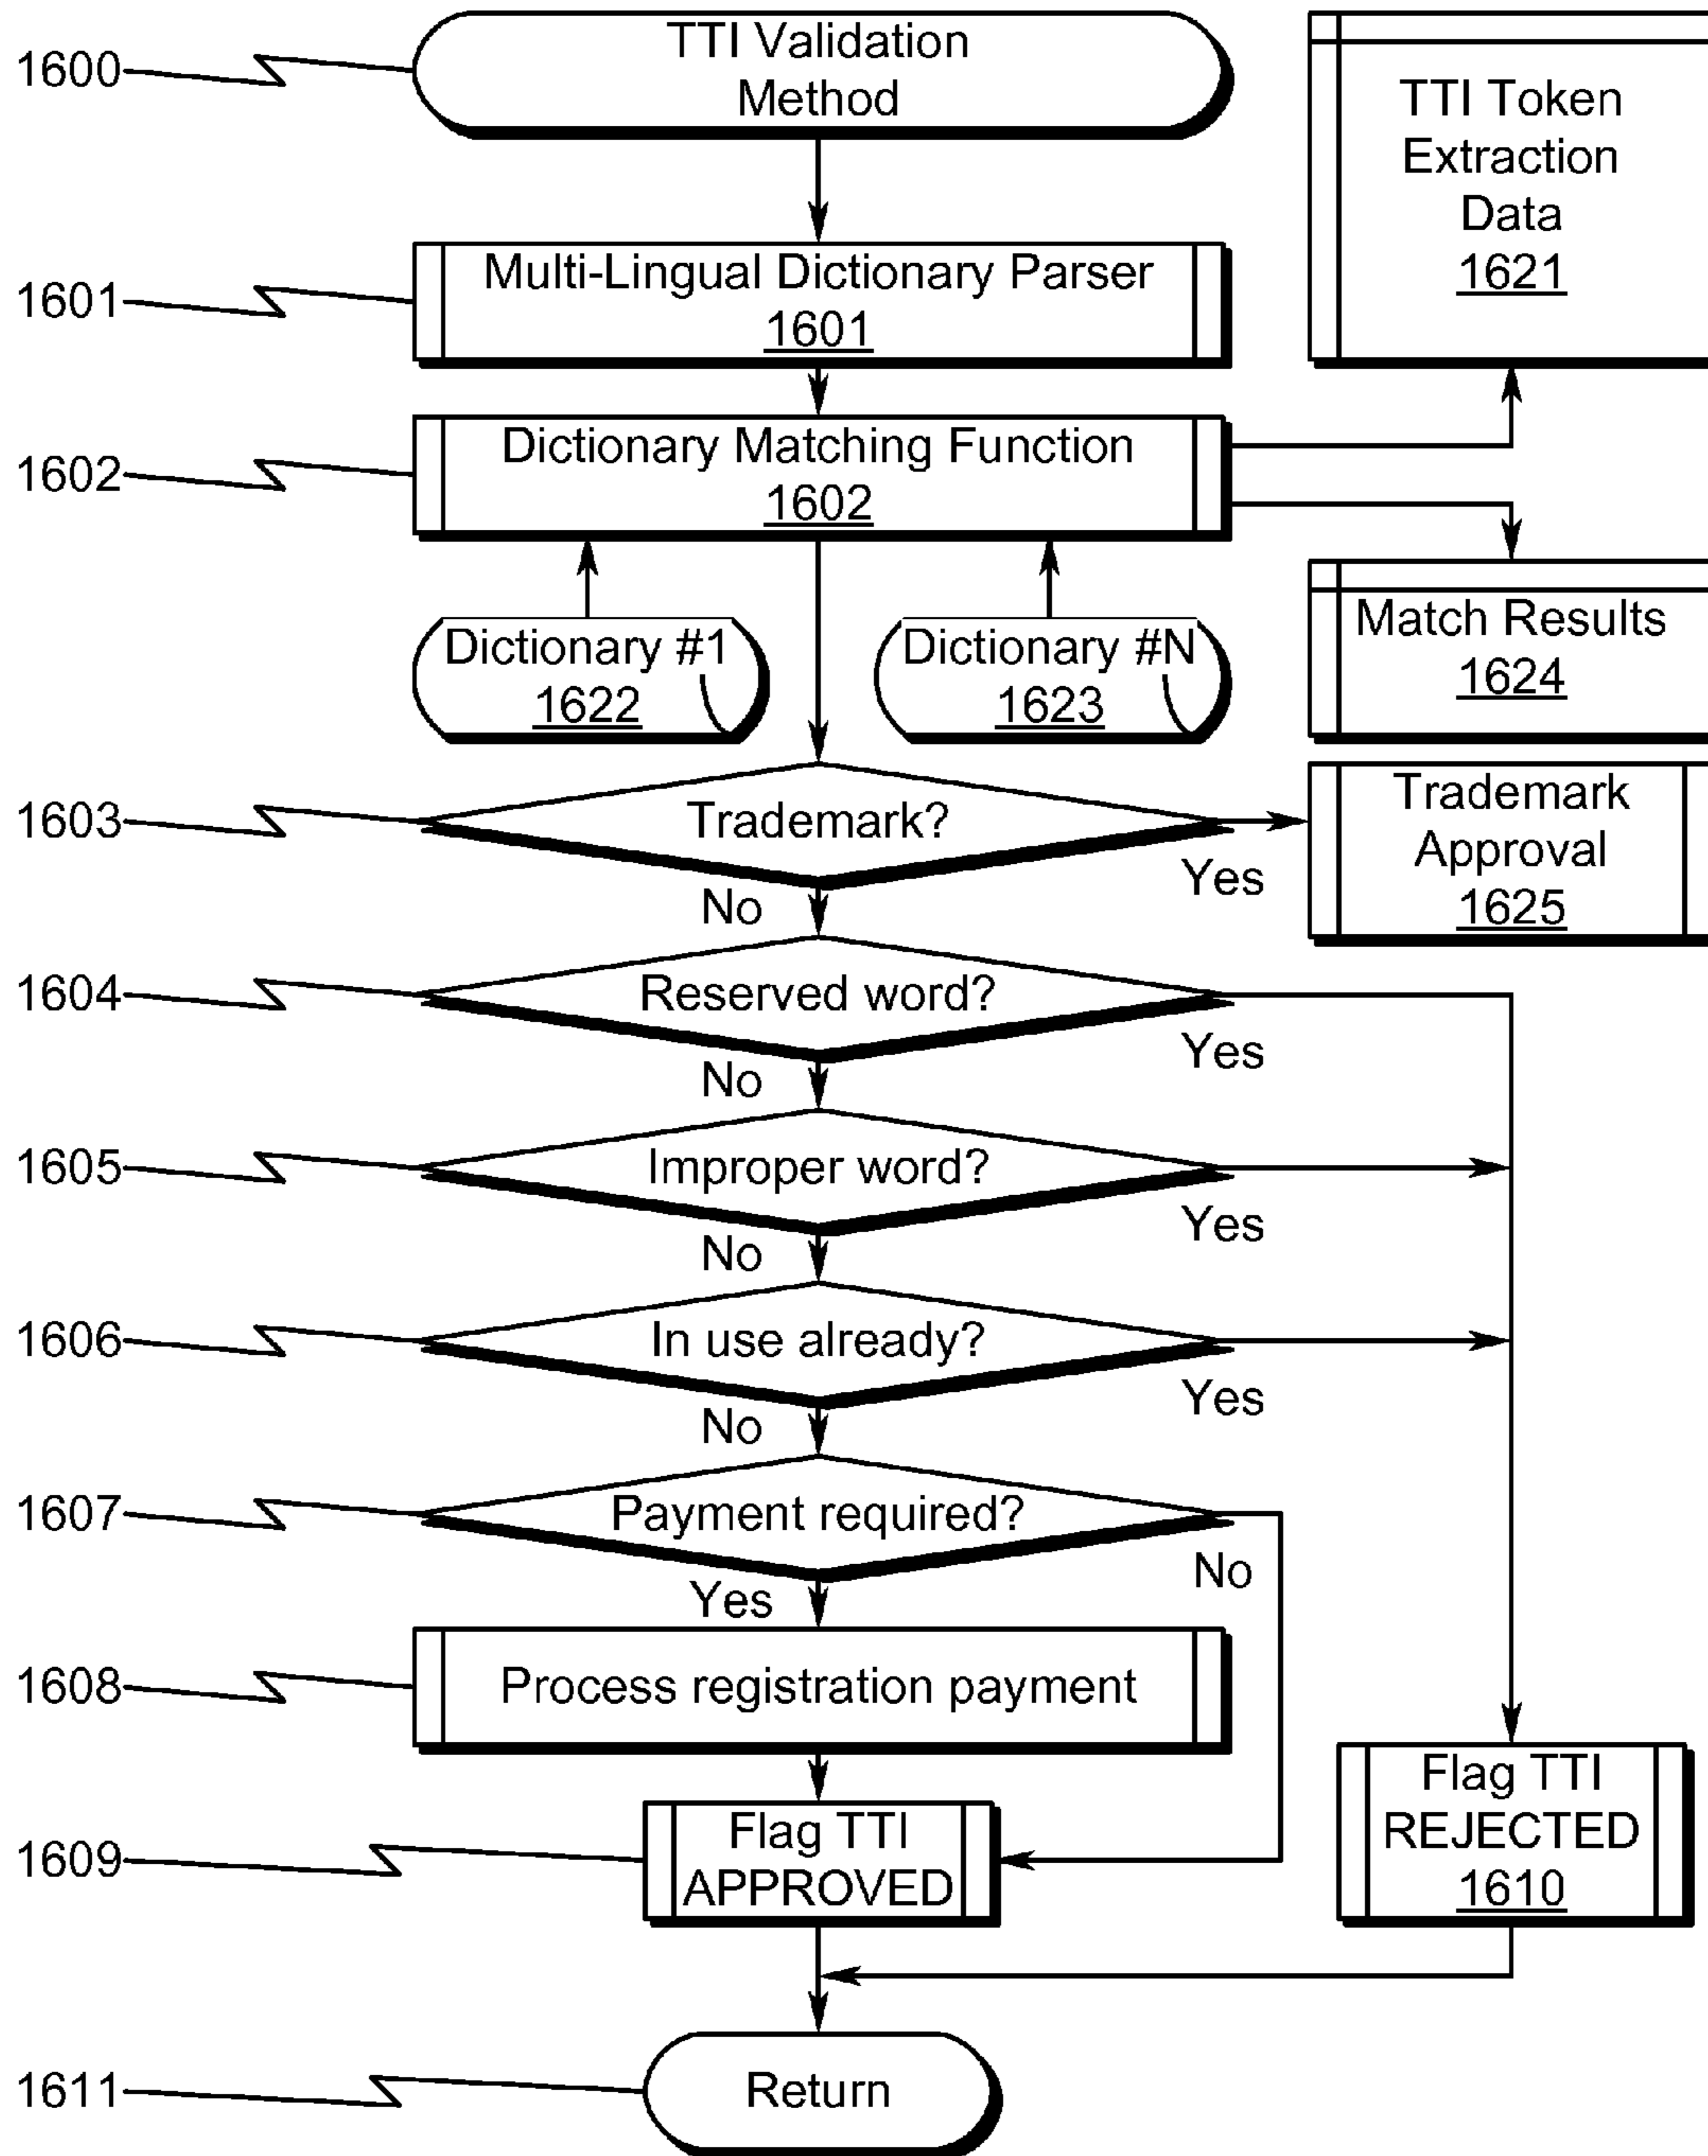 1600
TTI Validation
Method
TTI Token
Extraction
Data
1621
1601
Multi-Lingual Dictionary Parser
1601
1602
Dictionary Matching Function
1602
Dictionary #1
1622
Dictionary #N
1623
Match Results
1624
1603
Trademark?
Yes
No
Trademark
Approval
1625
1604
Reserved word?
Yes
No
1605
Improper word?
Yes
No
1606
In use already?
Yes
No
1607
Payment required?
No
Yes
1608
Process registration payment
1609
Flag TTI
APPROVED
Flag TTI
REJECTED
1610
1611
Return